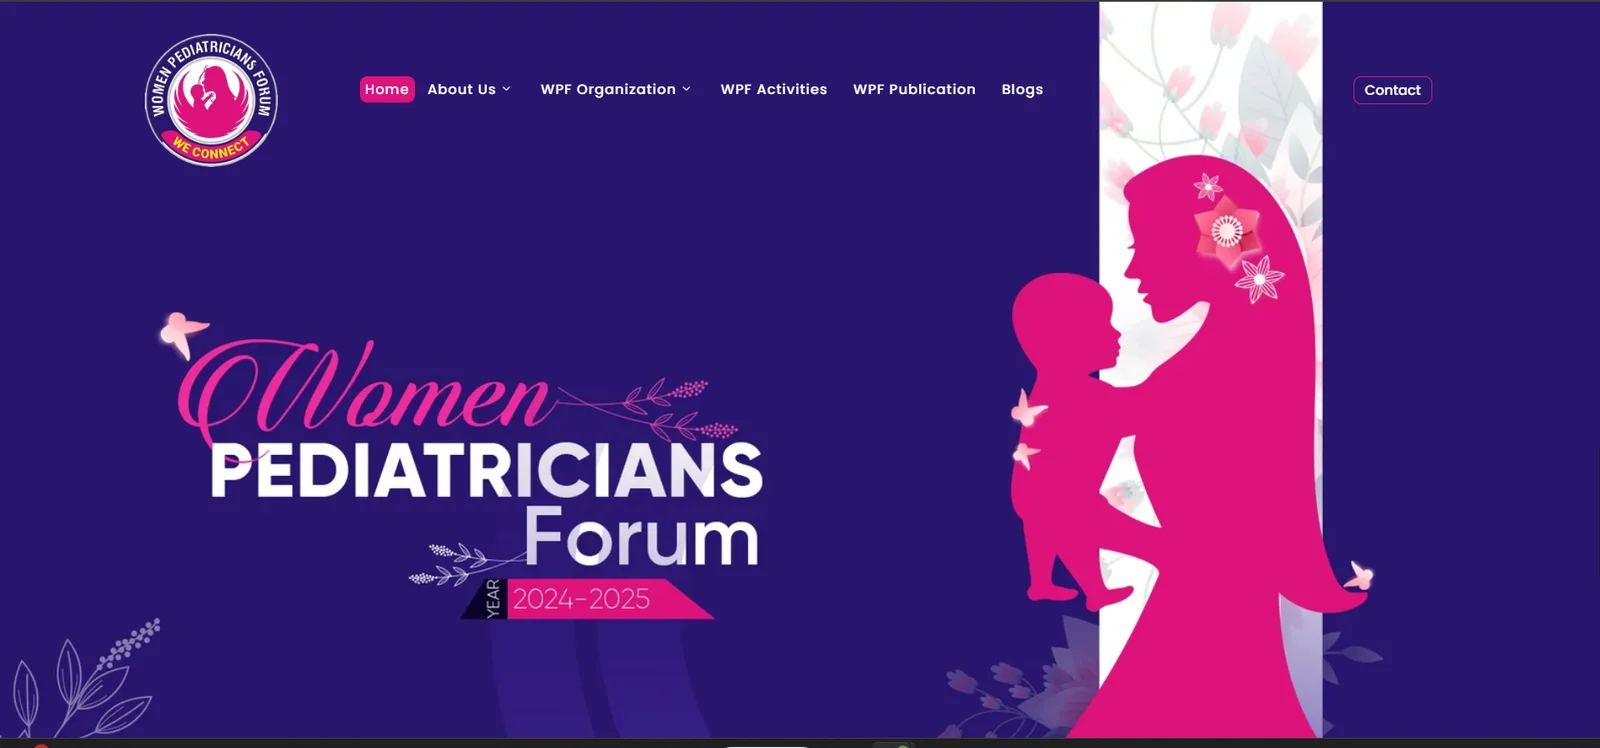 WOMEN PEDIATRICIANS FORUM
WE CONNECT
Home About Us WPF Organization WPF Activities WPF Publication Blogs Contact
Women
PEDIATRICIANS
Forum
YEAR 2024-2025